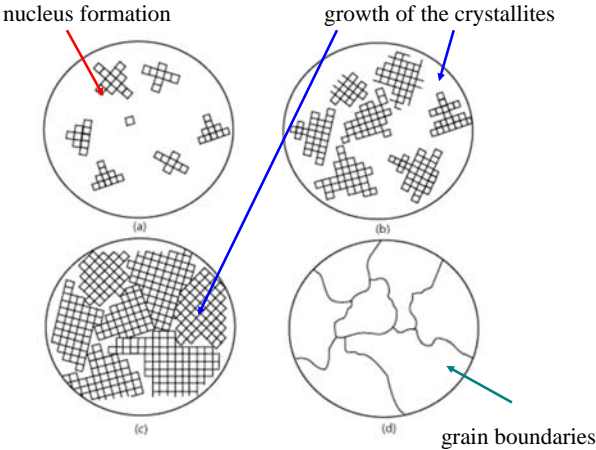 nucleus formation
growth of the crystallites
(a)
(b)
(c)
(d)
grain boundaries